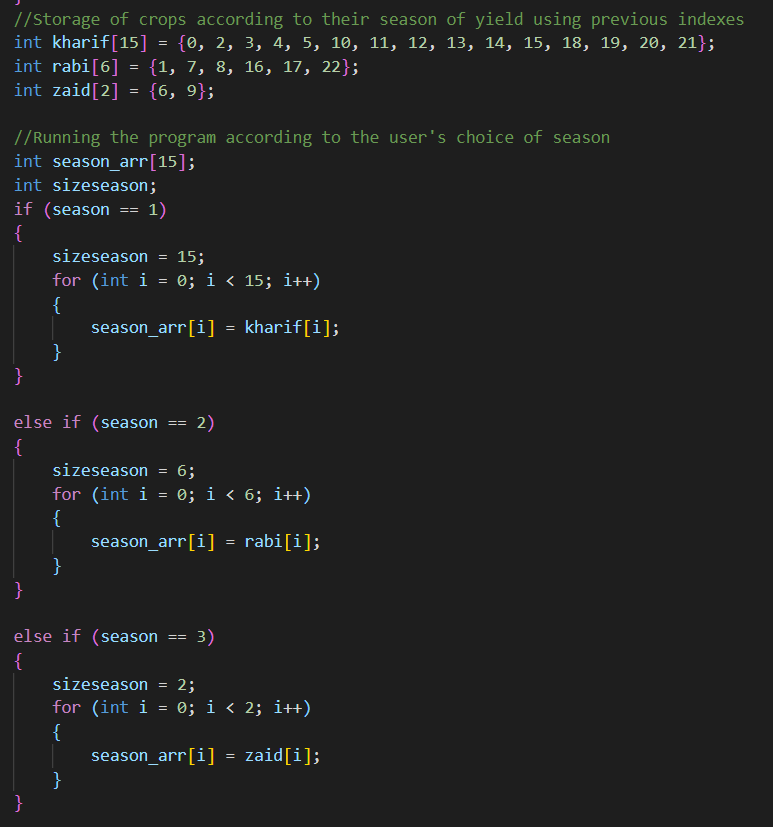 }
//Storage of crops according to their season of yield using previous indexes
int kharif[15] = {0, 2, 3, 4, 5, 10, 11, 12, 13, 14, 15, 18, 19, 20, 21};
int rabi[6] = {1, 7, 8, 16, 17, 22};
int zaid[2] = {6, 9};

//Running the program according to the user's choice of season
int season_arr[15];
int sizeseason;
if (season == 1)
{
    sizeseason = 15;
    for (int i = 0; i < 15; i++)
    {
        season_arr[i] = kharif[i];
    }
}

else if (season == 2)
{
    sizeseason = 6;
    for (int i = 0; i < 6; i++)
    {
        season_arr[i] = rabi[i];
    }
}

else if (season == 3)
{
    sizeseason = 2;
    for (int i = 0; i < 2; i++)
    {
        season_arr[i] = zaid[i];
    }
}